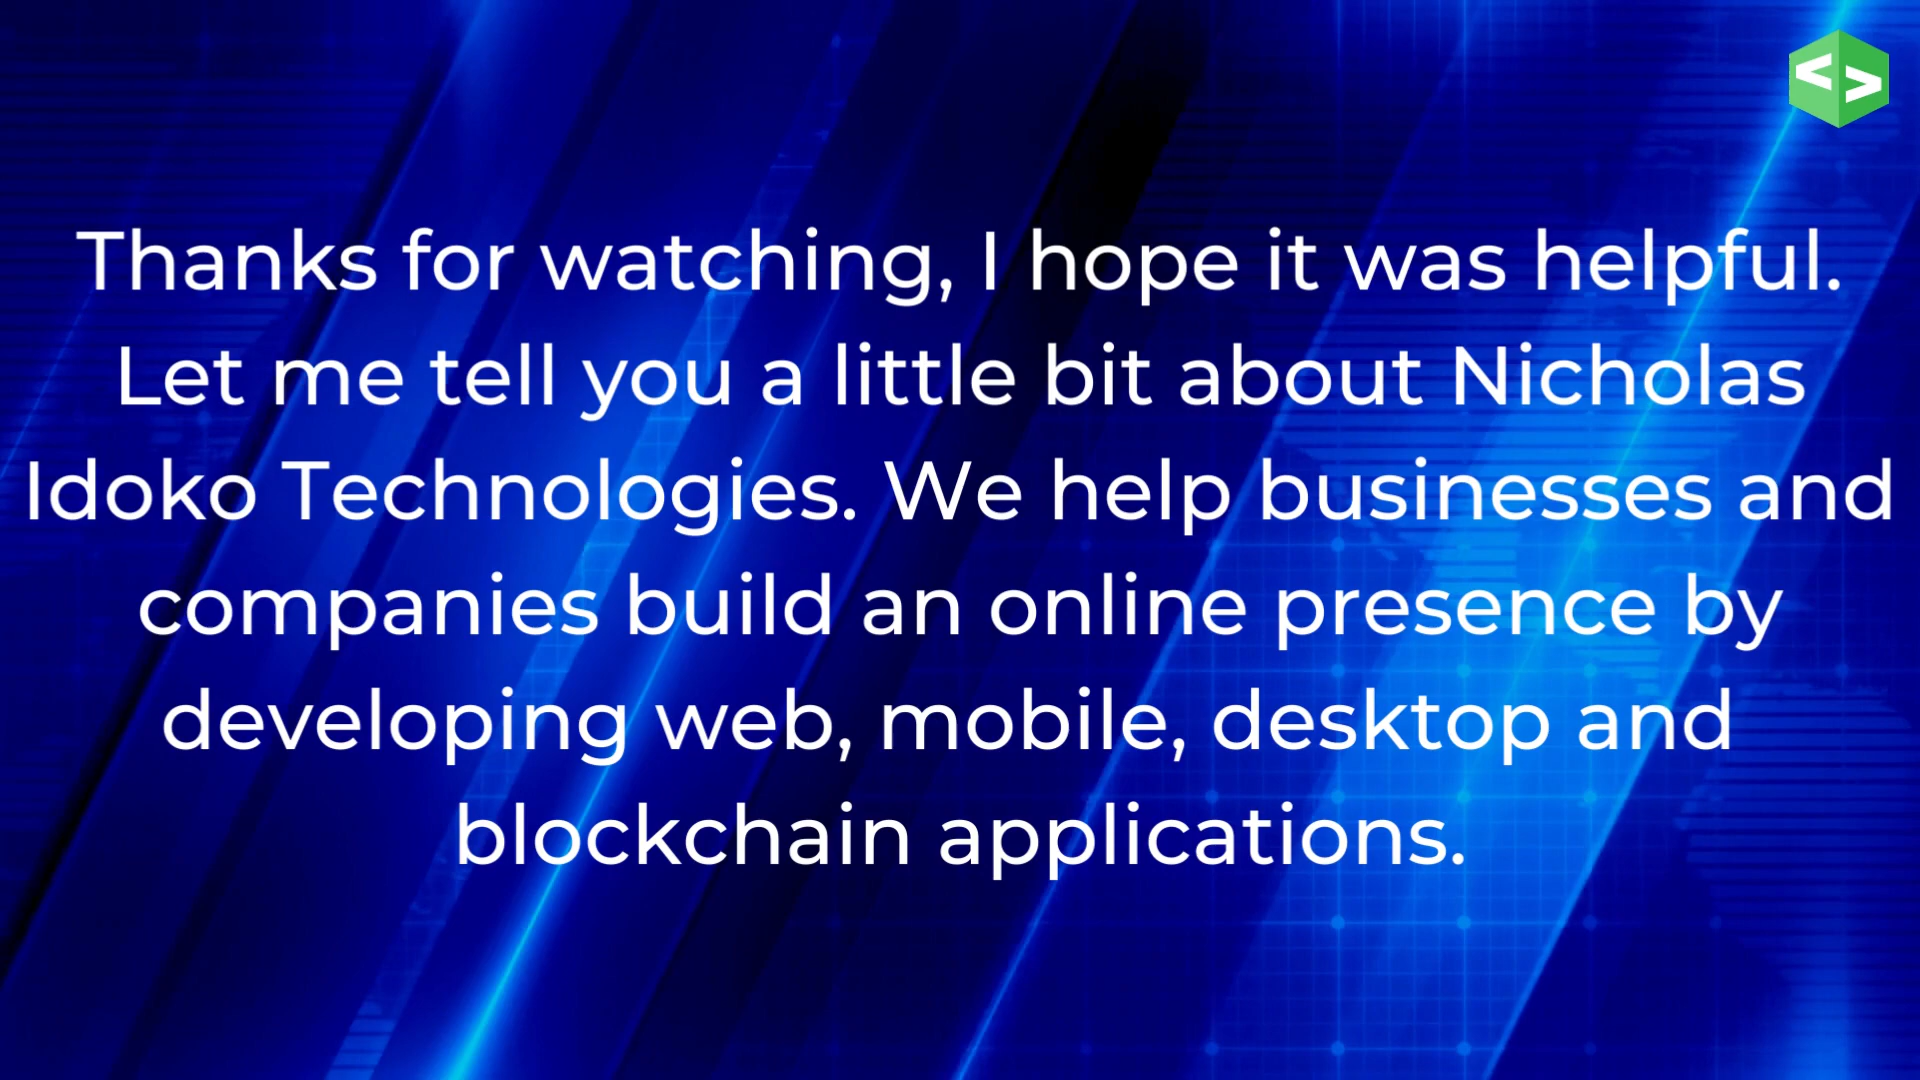 Thanks for watching, I hope it was helpful.
Let me tell you a little bit about Nicholas
Idoko Technologies. We help businesses and
companies build an online presence by
developing web, mobile, desktop and
blockchain applications.